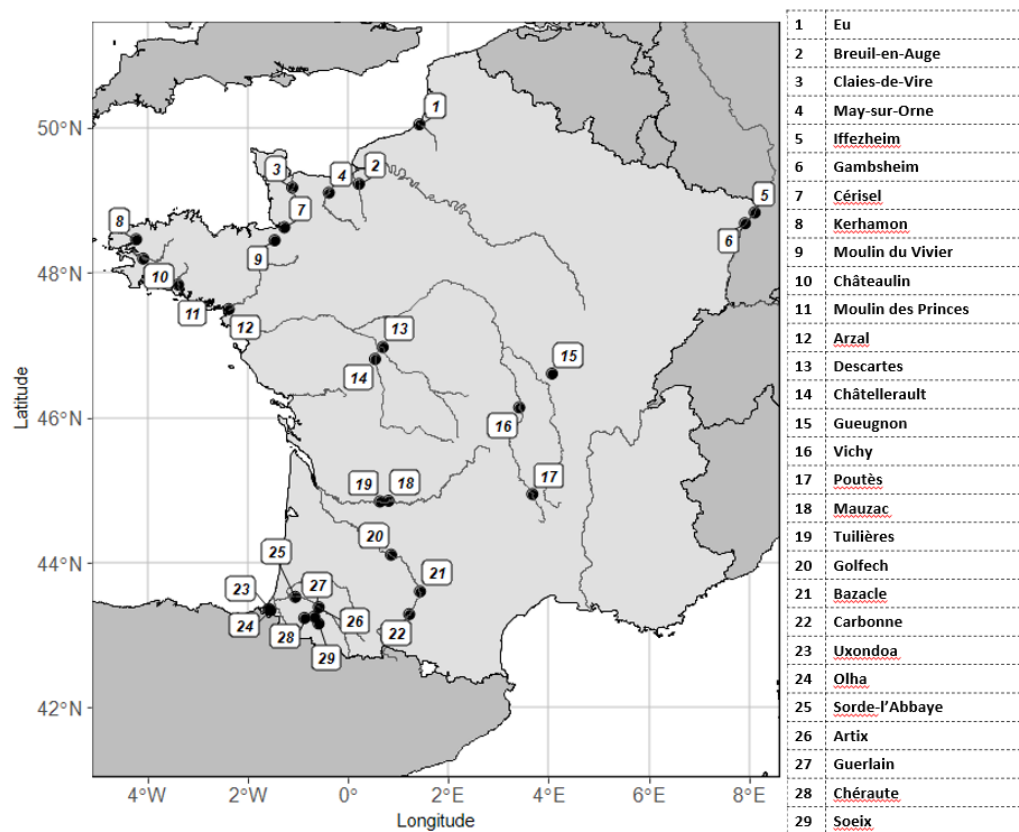 1
50°N
3
4
2
5
8
7
6
9
48°N
10
11
12
13
15
14
46°N
16
17
19
18
20
44°N
25
27
21
23
26
24
22
28
29
42°N
4°W
2°W
0°
2°E
4°E
6°E
8°E
Longitude
Latitude
1 Eu
2 Breuil-en-Auge
3 Claies-de-Vire
4 May-sur-Orne
5 Iffezheim
6 Gambsheim
7 Cérisel
8 Kerhamon
9 Moulin du Vivier
10 Châteaulin
11 Moulin des Princes
12 Arzal
13 Descartes
14 Châtellerault
15 Gueugnon
16 Vichy
17 Poutès
18 Mauzac
19 Tuilières
20 Golfech
21 Bazacle
22 Carbonne
23 Uxondoa
24 Olha
25 Sorde-l’Abbaye
26 Artix
27 Guerlain
28 Chéraute
29 Soeix